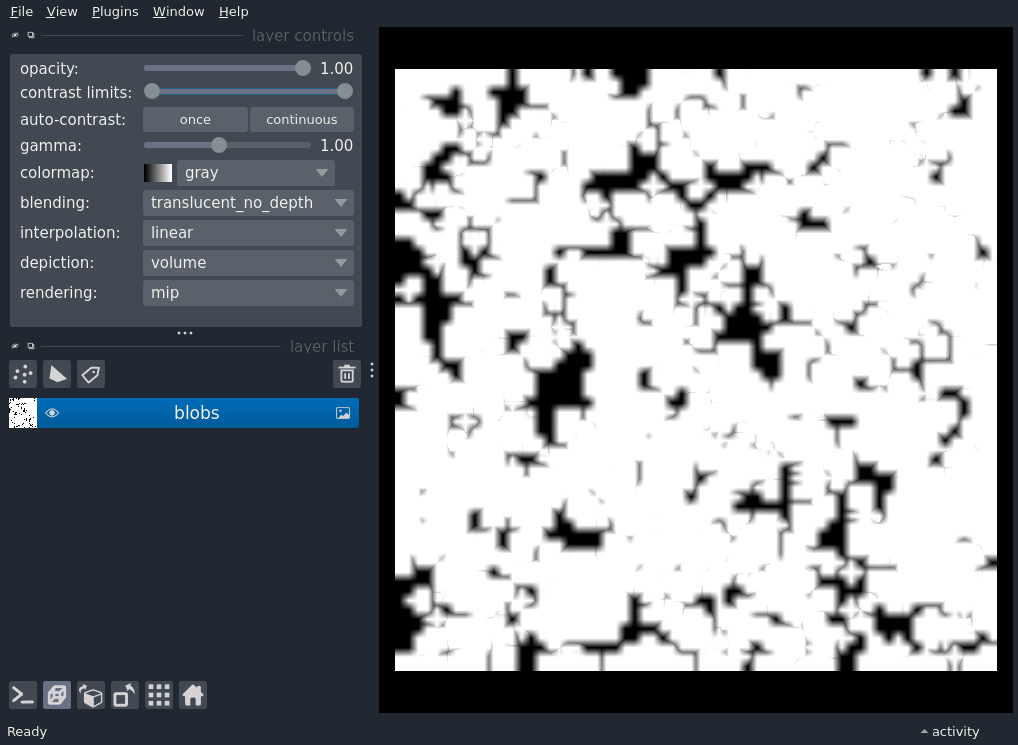 File View Plugins Window Help
layer controls
opacity: 1.00
contrast limits:
auto-contrast: once continuous
gamma: 1.00
colormap: gray
blending: translucent_no_depth
interpolation: linear
depiction: volume
rendering: mip
layer list
blobs
Ready activity